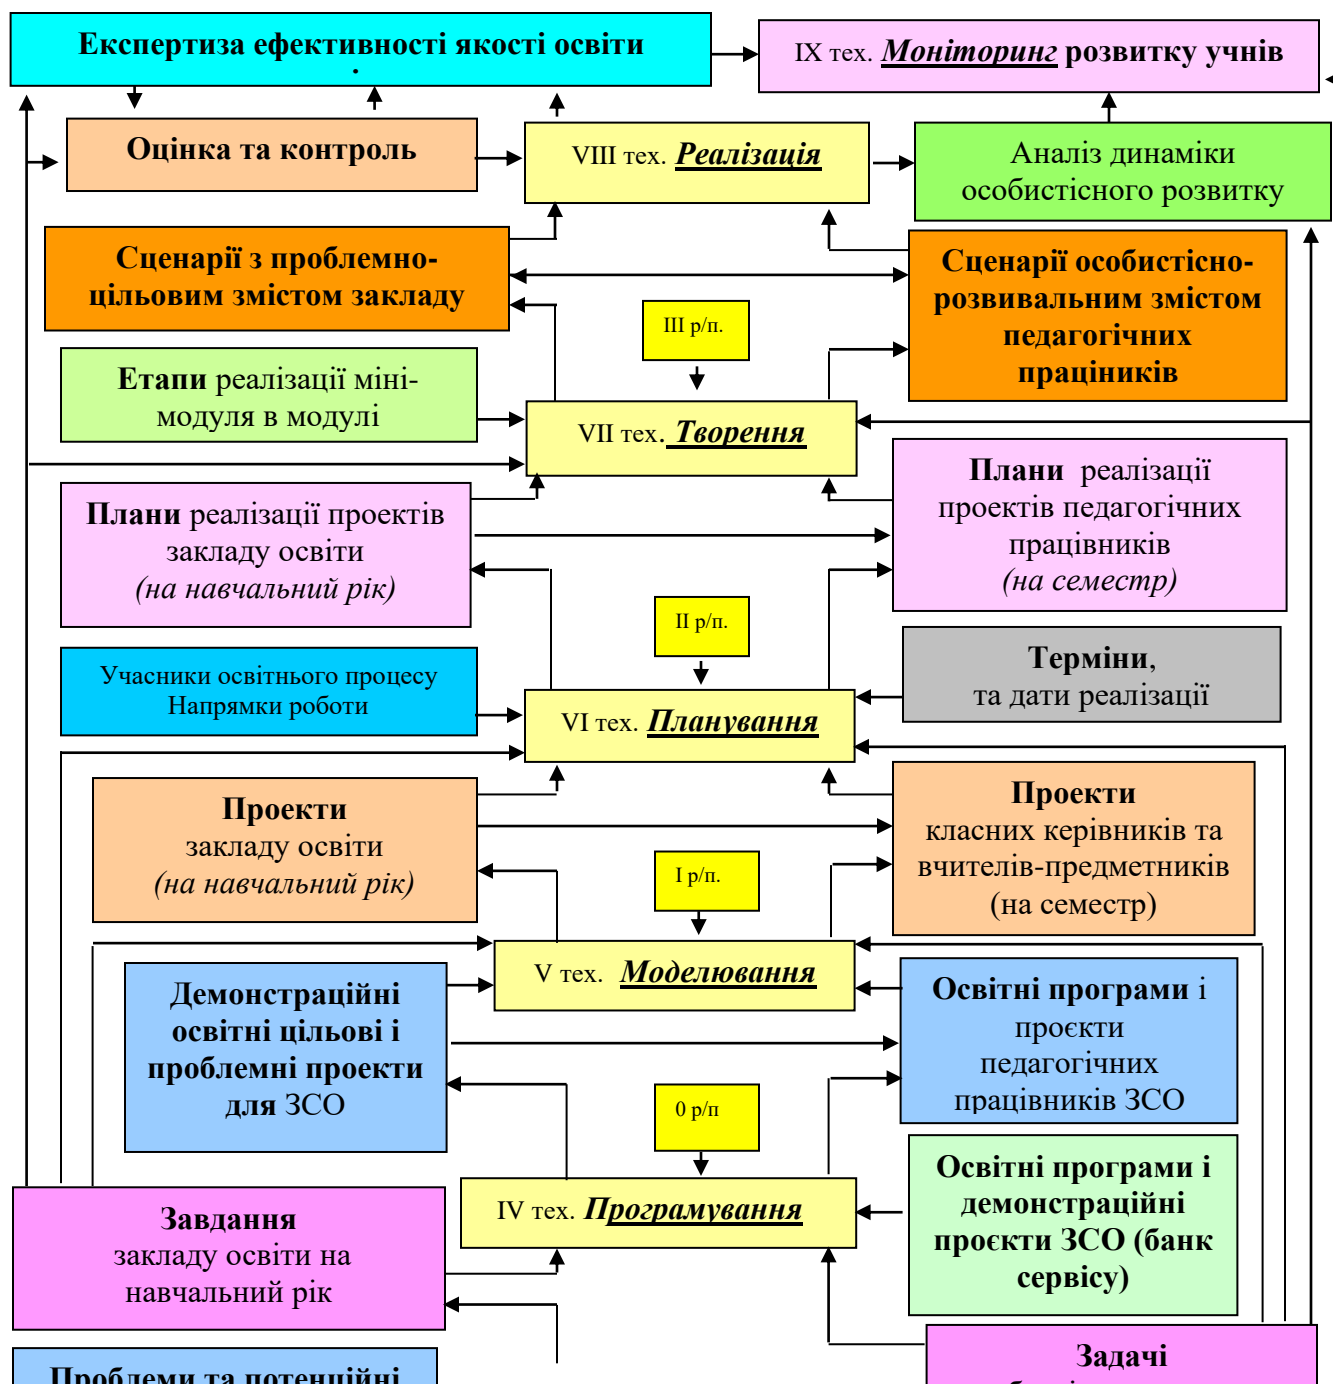 Експертиза ефективності якості освіти
.
IX тех. Моніторинг розвитку учнів
Оцінка та контроль
VIII тех. Реалізація
Аналіз динаміки
особистісного розвитку
Сценарії з проблемно-
цільовим змістом закладу
Сценарії особистісно-
розвивальним змістом
педагогічних
праціників
III р/п.
Етапи реалізації міні-
модуля в модулі
VII тех. Творення
Плани реалізації проектів
закладу освіти
(на навчальний рік)
Плани реалізації
проектів педагогічних
працівників
(на семестр)
II р/п.
Учасники освітнього процесу
Напрямки роботи
Терміни,
та дати реалізації
VI тех. Планування
Проекти
закладу освіти
(на навчальний рік)
Проекти
класних керівників та
вчителів-предметників
(на семестр)
I р/п.
V тех. Моделювання
Демонстраційні
освітні цільові і
проблемні проекти
для ЗСО
Освітні програми і
проєкти
педагогічних
працівників ЗСО
0 р/п
IV тех. Програмування
Освітні програми і
демонстраційні
проєкти ЗСО (банк
сервісу)
Завдання
закладу освіти на
навчальний рік
Проблеми та потенційні
Задачі